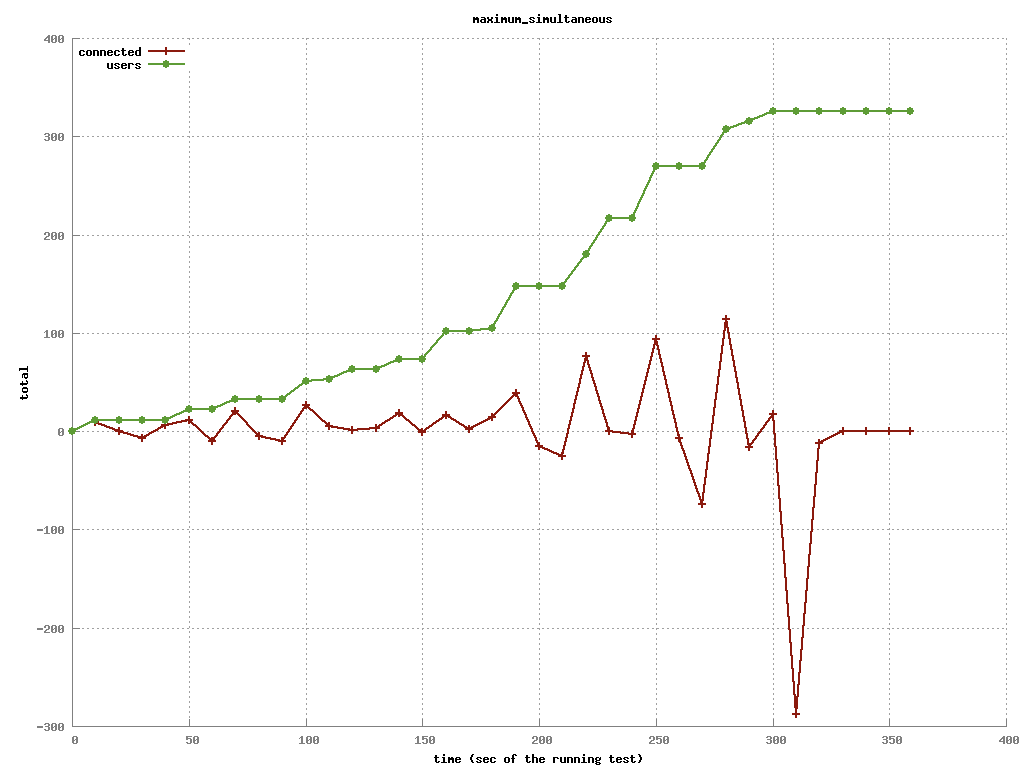 maximum_simultaneous
400
connected
users
300
200
100
0
-100
-200
-300
total
0 50 100 150 200 250 300 350 400
time (sec of the running test)